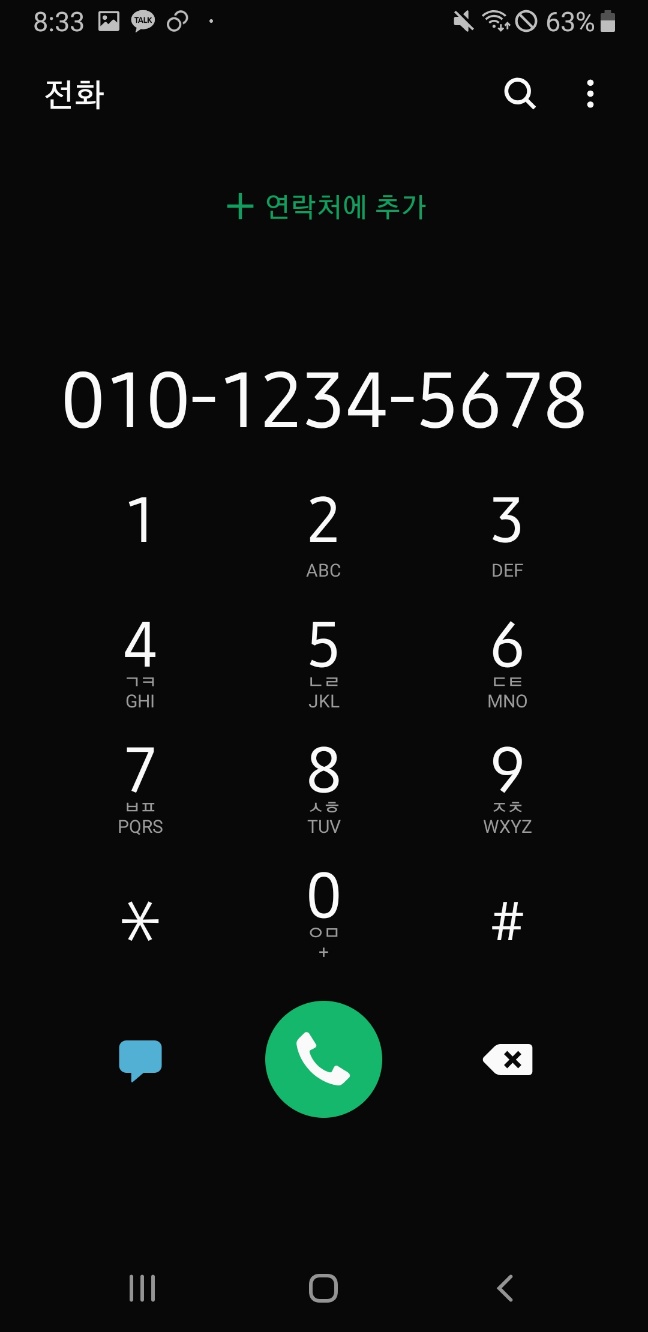 8:33 TALK 63%
전화
+ 연락처에 추가
010-1234-5678
1 2 3
ABC DEF
4 5 6
ㄱㅋ ㄴㄹ ㄷㅌ
GHI JKL MNO
7 8 9
ㅂㅍ ㅅㅎ ㅈㅊ
PQRS TUV WXYZ
* 0 #
ㅇㅁ
+